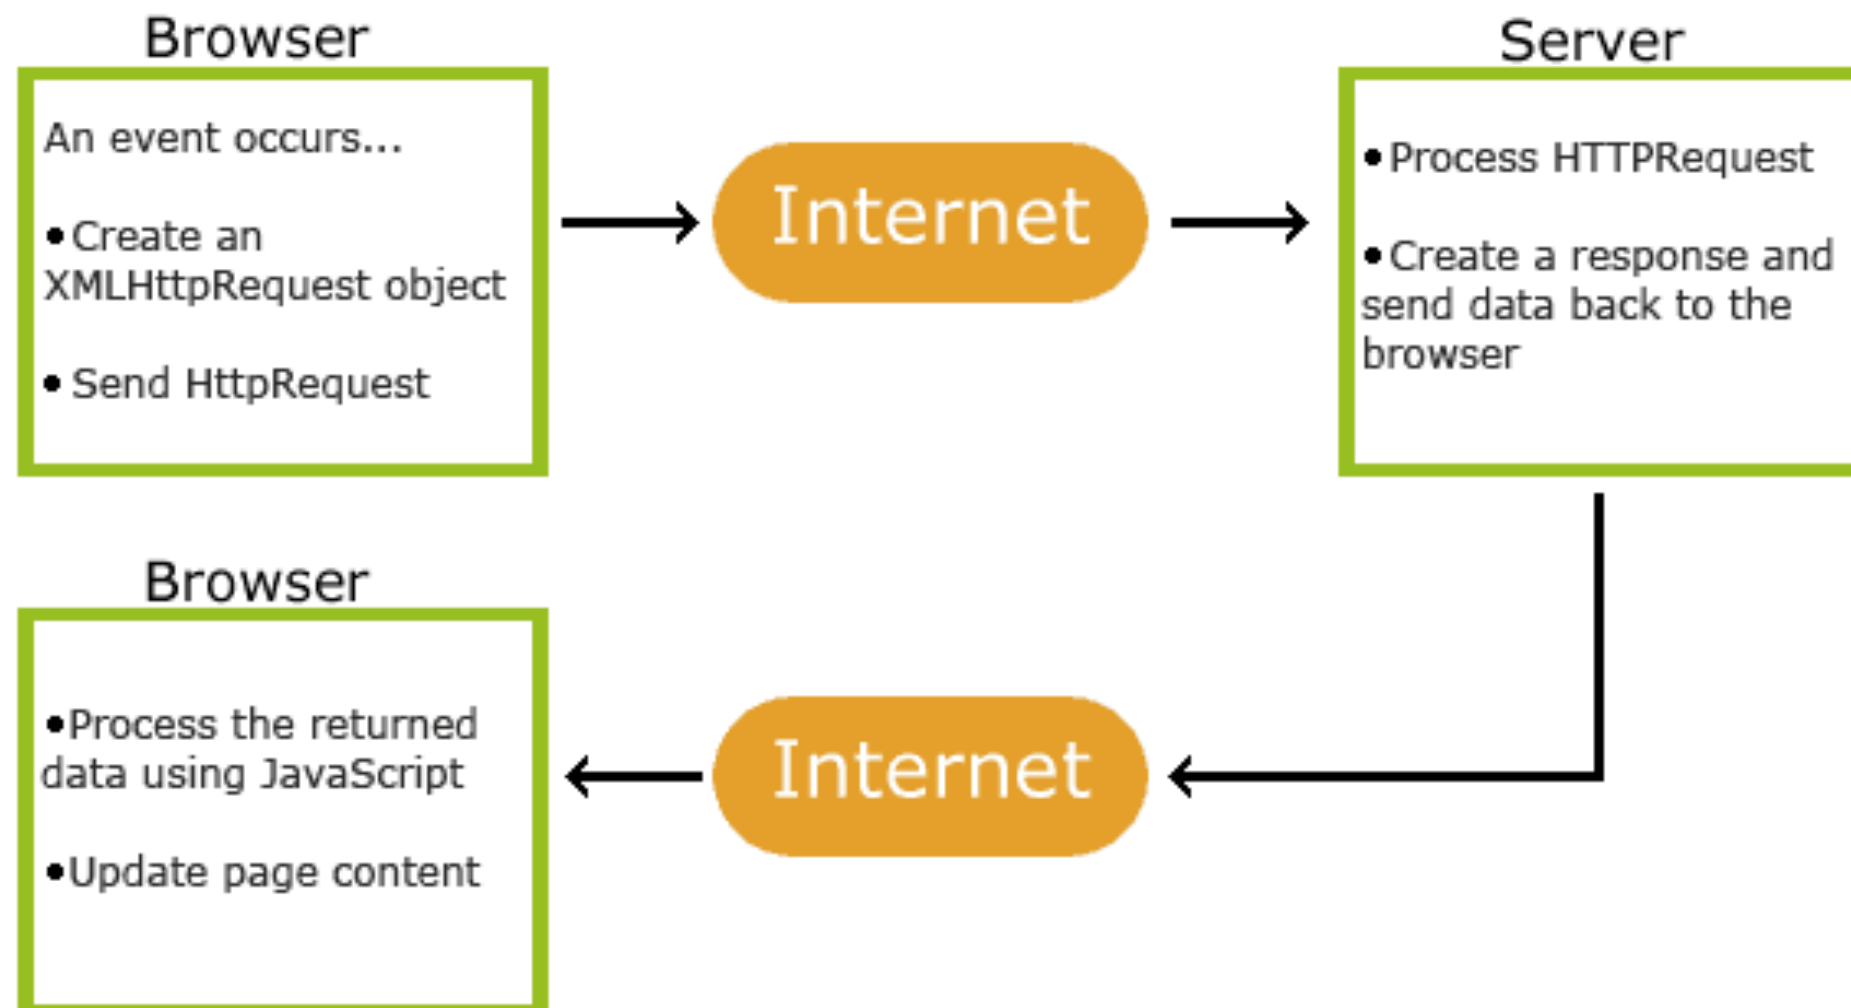 Browser
An event occurs...
•Create an
XMLHttpRequest object
• Send HttpRequest
Internet
Server
•Process HTTPRequest
•Create a response and
send data back to the
browser
Browser
•Process the returned
data using JavaScript
•Update page content
Internet